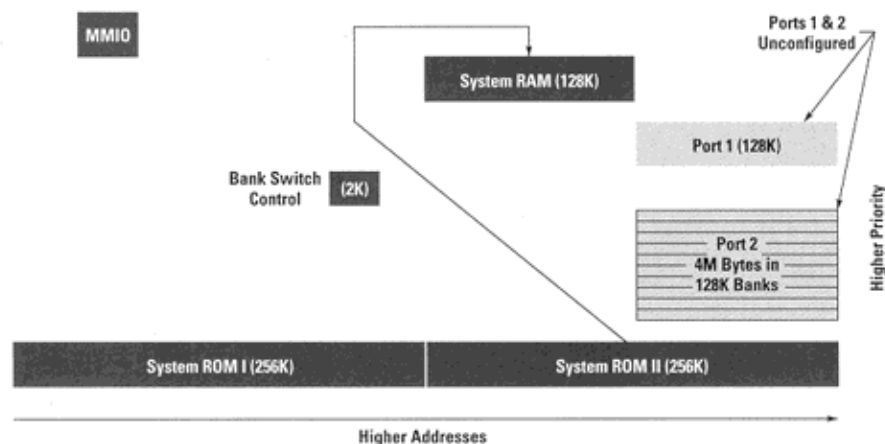 MMIO
Ports 1 & 2
Unconfigured
System RAM (128K)
Port 1 (128K)
Bank Switch
Control
(2K)
Port 2
4M Bytes in
128K Banks
Higher Priority
System ROM I (256K)
System ROM II (256K)
Higher Addresses